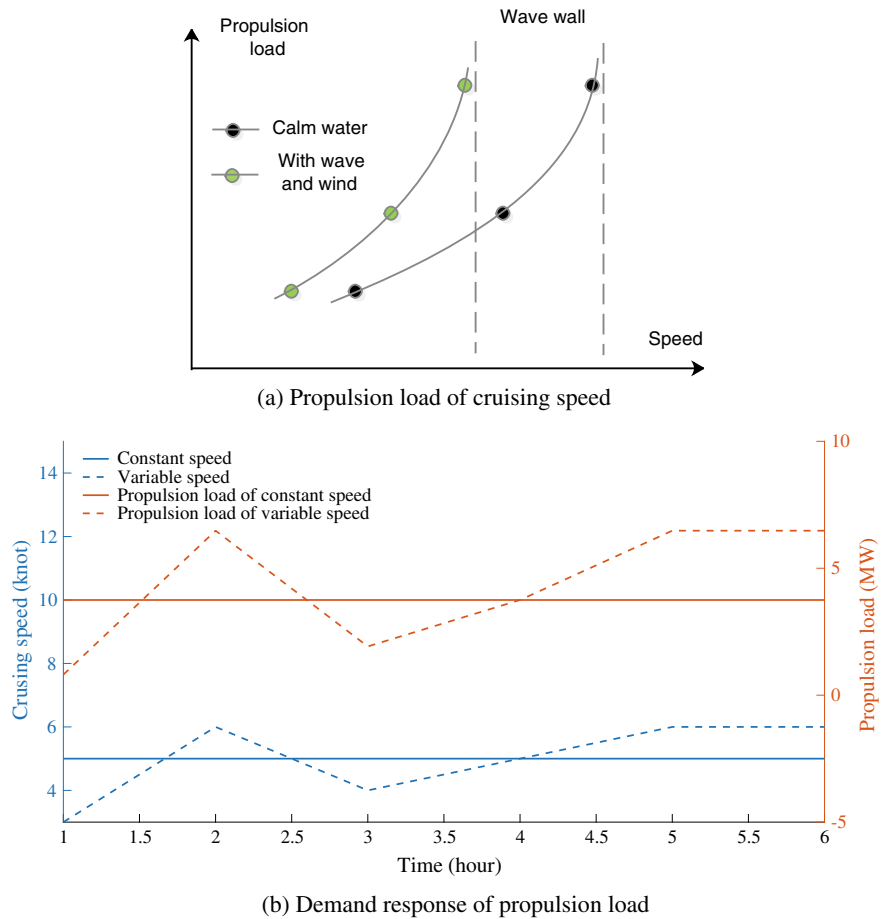 Propulsion
load
Wave wall
Calm water
With wave
and wind
Speed
(a) Propulsion load of cruising speed
Constant speed
Variable speed
Propulsion load of constant speed
Propulsion load of variable speed
Crusing speed (knot)
14
12
10
8
6
4
10
5
0
-5
Propulsion load (MW)
1 1.5 2 2.5 3 3.5 4 4.5 5 5.5 6
Time (hour)
(b) Demand response of propulsion load